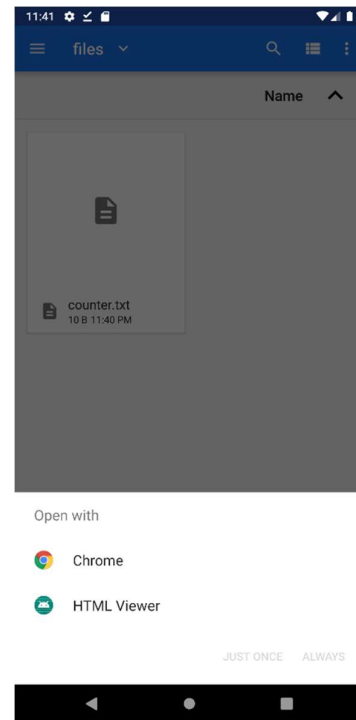 11:41
files
Name
counter.txt
10 B 11:40 PM
Open with
Chrome
HTML Viewer
JUST ONCE ALWAYS